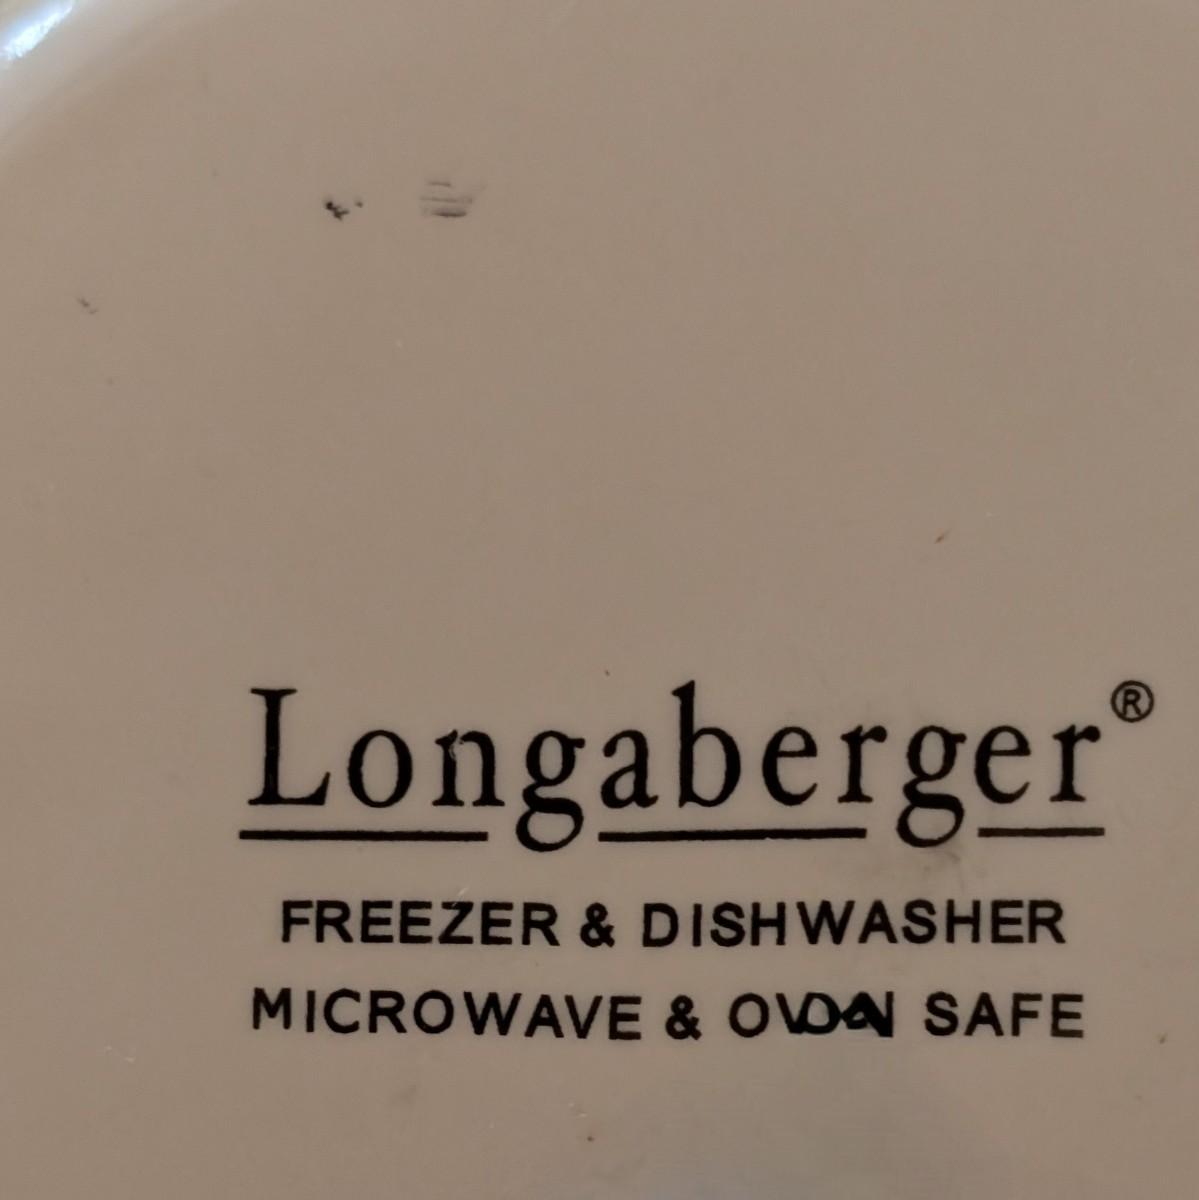 Longaberger®
FREEZER & DISHWASHER
MICROWAVE & SAFE